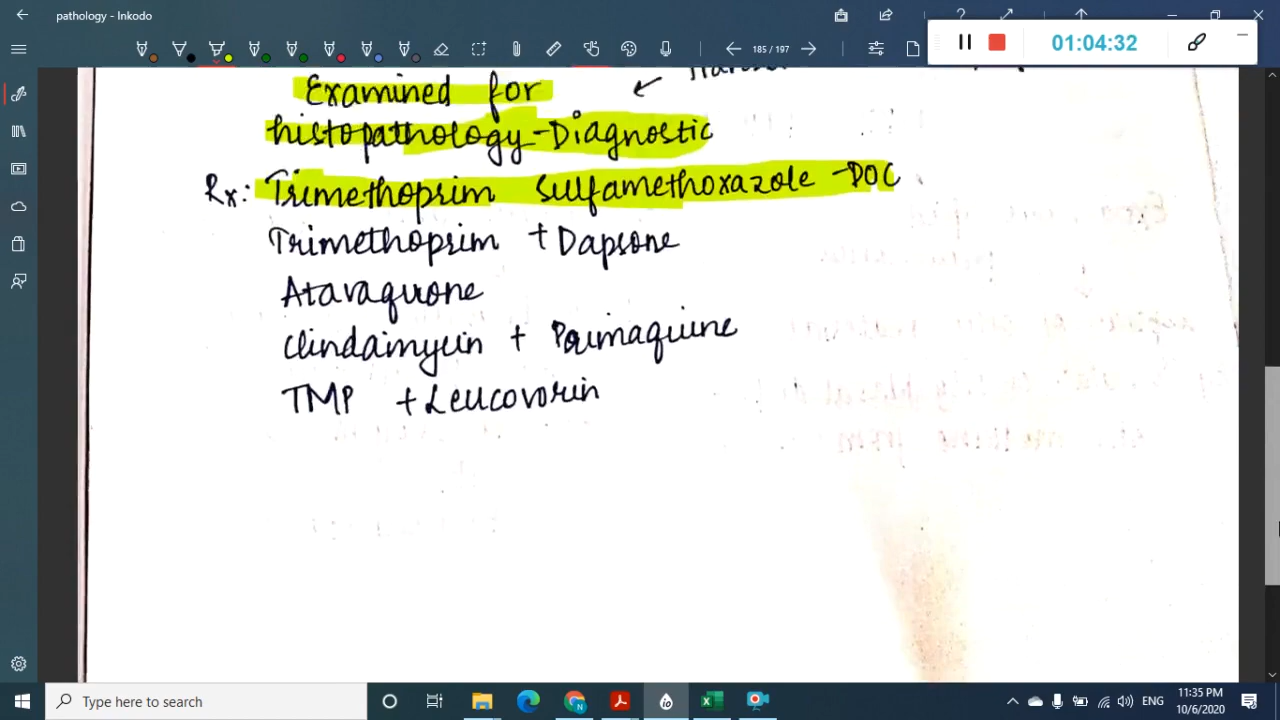 pathology - Inkodo
01:04:32
185 / 197
Examined for
histopathology-Diagnostic
Rx: Trimethoprim Sulfamethoxazole -DOC
Trimethoprim + Dapsone
Atavaquone
Clindaimycin + Primaquine
TMP + Leucovorin
Type here to search
ENG
11:35 PM
10/6/2020